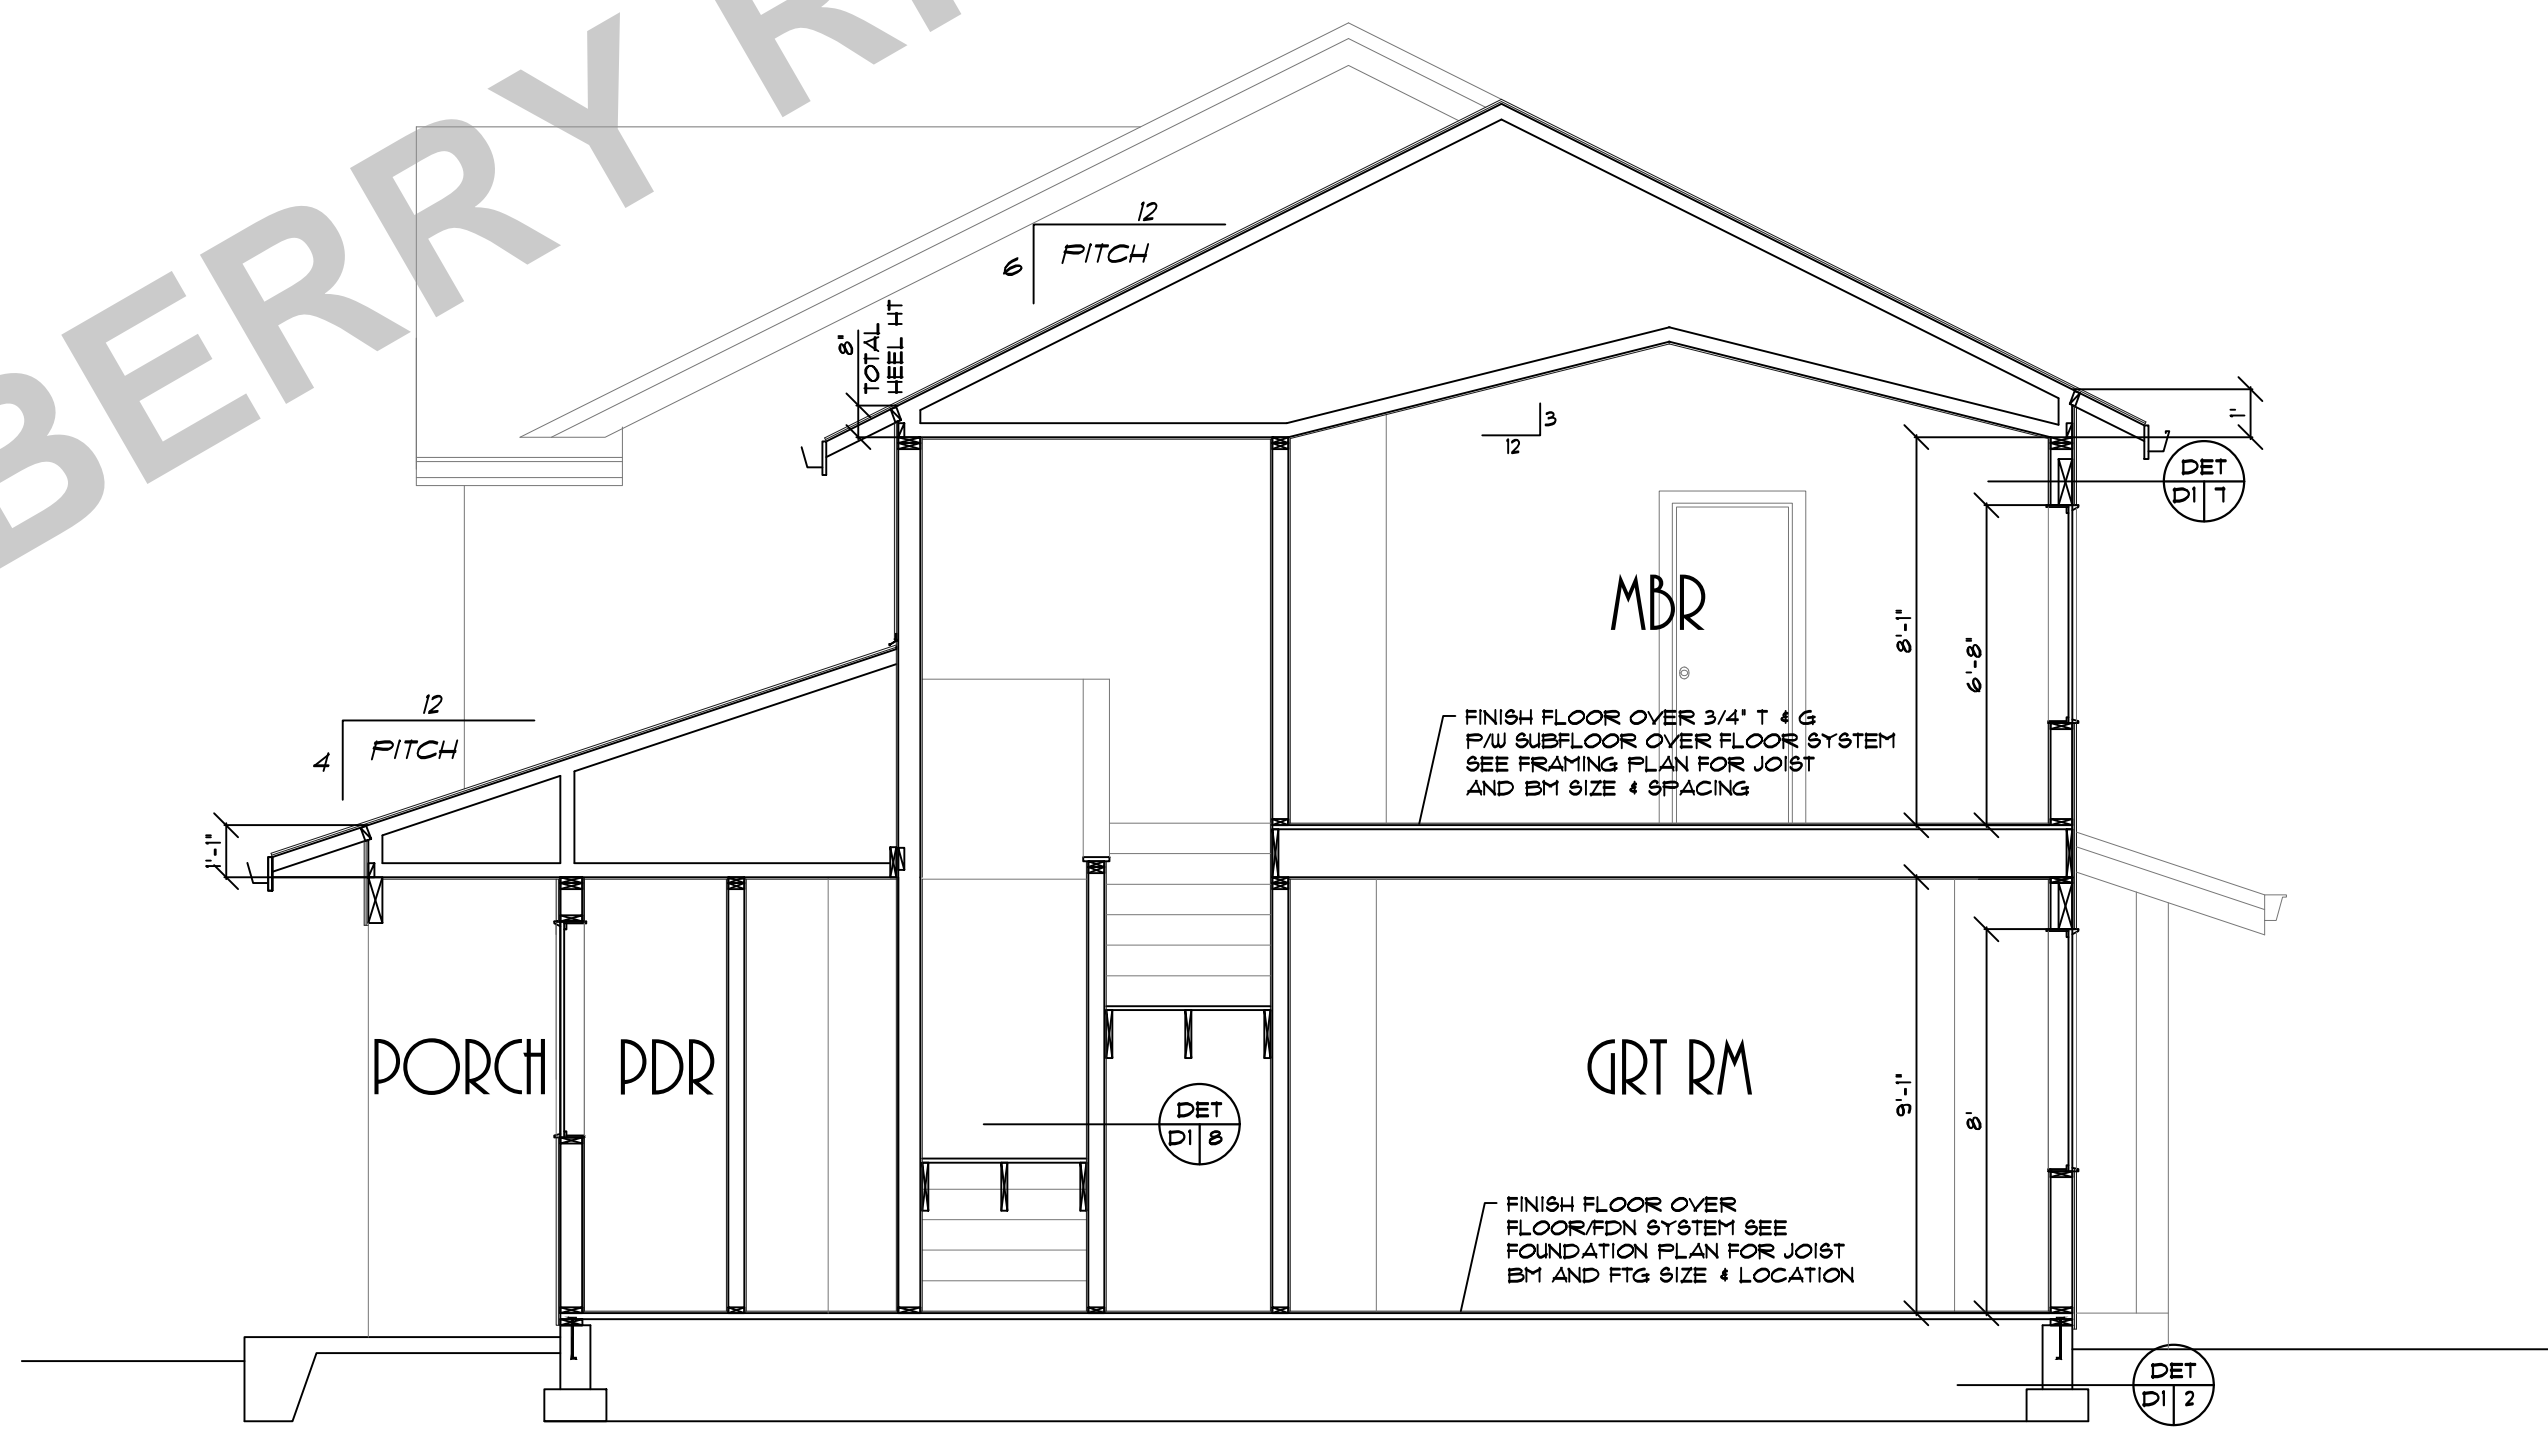 BERRY R
12
PITCH
6
8"
TOTAL
HEEL HT
3
12
1'
DET
D1 7
MBR
8'-1"
6'-8"
12
PITCH
4
FINISH FLOOR OVER 3/4" T & G
P/W SUBFLOOR OVER FLOOR SYSTEM
SEE FRAMING PLAN FOR JOIST
AND BM SIZE & SPACING
1'-1"
PORCH
PDR
GRT RM
9'-1"
8'
DET
D1 8
FINISH FLOOR OVER
FLOOR/FDN SYSTEM SEE
FOUNDATION PLAN FOR JOIST
BM AND FTG SIZE & LOCATION
DET
D1 2